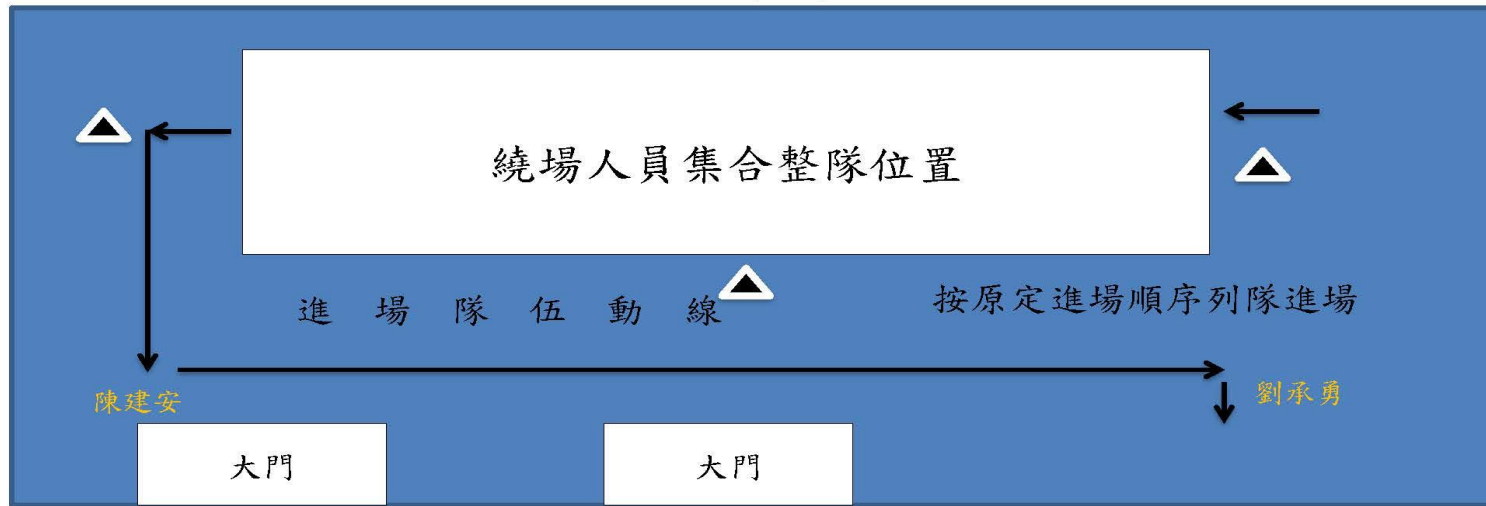 繞場人員集合整隊位置
進場隊伍動線
按原定進場順序列隊進場
陳建安
劉承勇
大門
大門